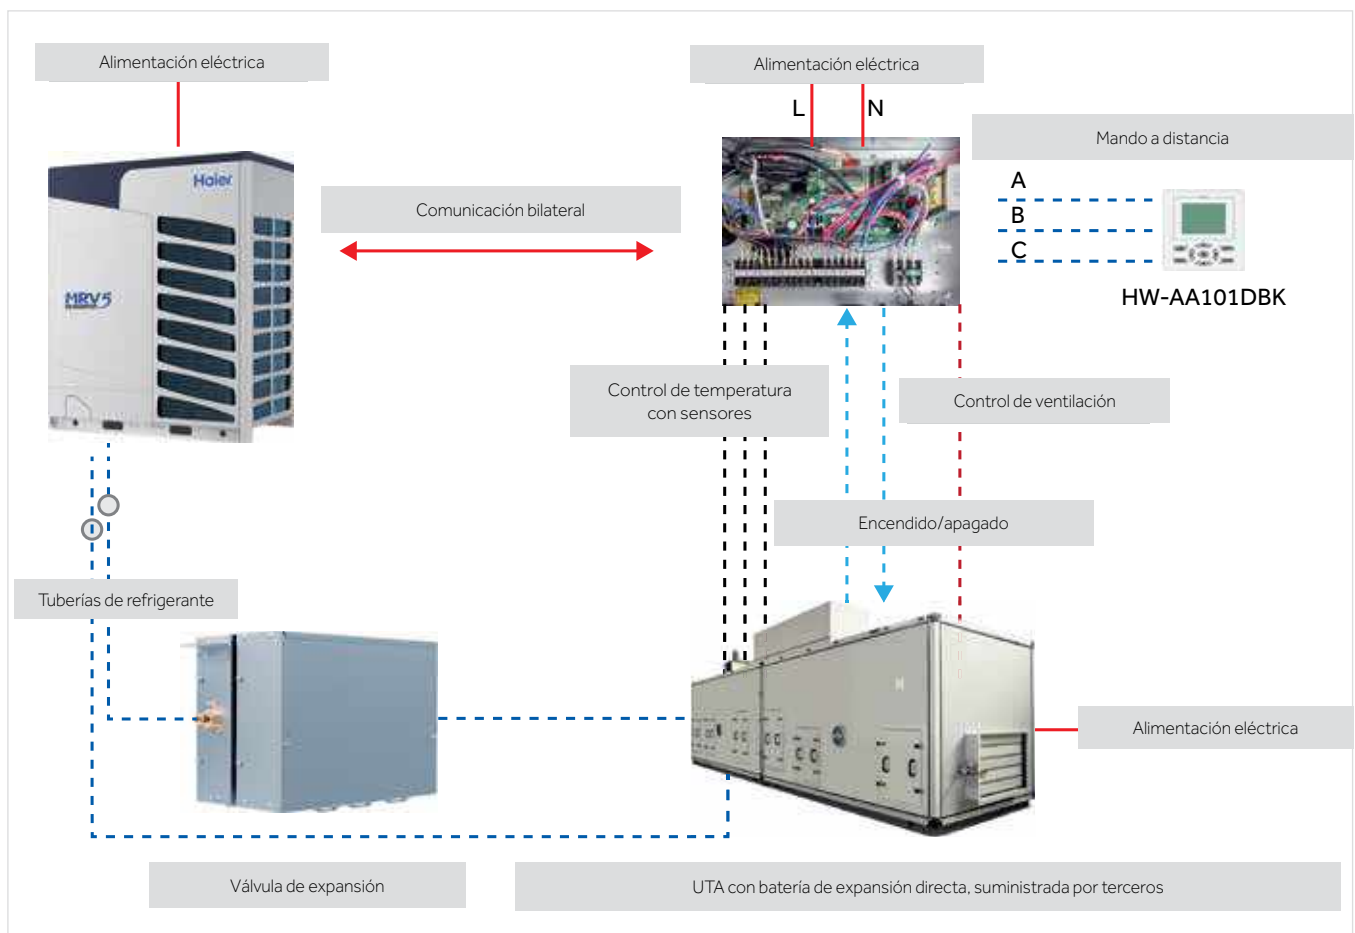 Alimentación eléctrica
Alimentación eléctrica
L
N
Mando a distancia
Haier
A
Comunicación bilateral
B
C
MRV5
HW-AA101DBK
Control de temperatura
con sensores
Control de ventilación
Encendido/apagado
Tuberías de refrigerante
Alimentación eléctrica
Válvula de expansión
UTA con batería de expansión directa, suministrada por terceros